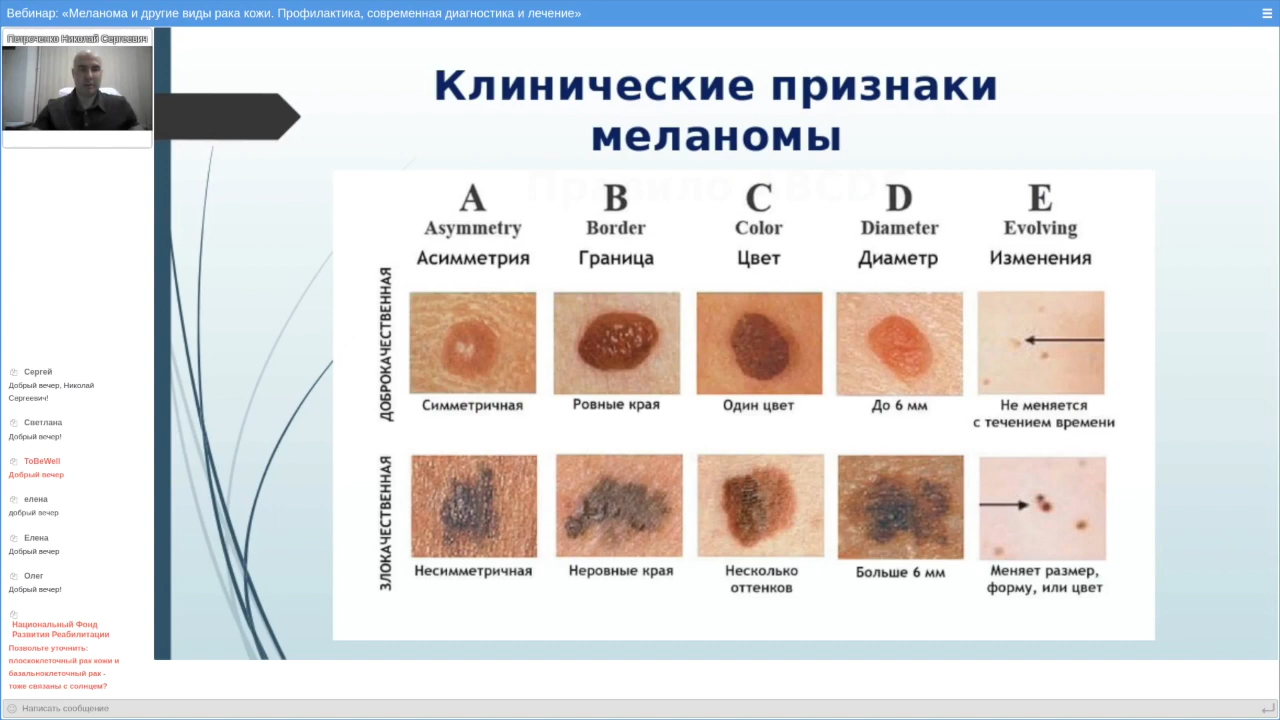 Вебинар: «Меланома и другие виды рака кожи. Профилактика, современная диагностика и лечение»
Петроченко Николай Сергеевич
Клинические признаки
меланомы
Правило ABCDE
A B C D E
Asymmetry Border Color Diameter Evolving
Асимметрия Граница Цвет Диаметр Изменения
ДОБРОКАЧЕСТВЕННАЯ
Симметричная Ровные края Один цвет До 6 мм Не меняется
с течением времени
ЗЛОКАЧЕСТВЕННАЯ
Несимметричная Неровные края Несколько Больше 6 мм Меняет размер,
оттенков форму, или цвет
Сергей
Добрый вечер, Николай
Сергеевич!
Светлана
Добрый вечер!
ToBeWell
Добрый вечер
елена
добрый вечер
Елена
Добрый вечер
Олег
Добрый вечер!
Национальный Фонд
Развития Реабилитации
Позвольте уточнить:
плоскоклеточный рак кожи и
базальноклеточный рак -
тоже связаны с солнцем?
Написать сообщение